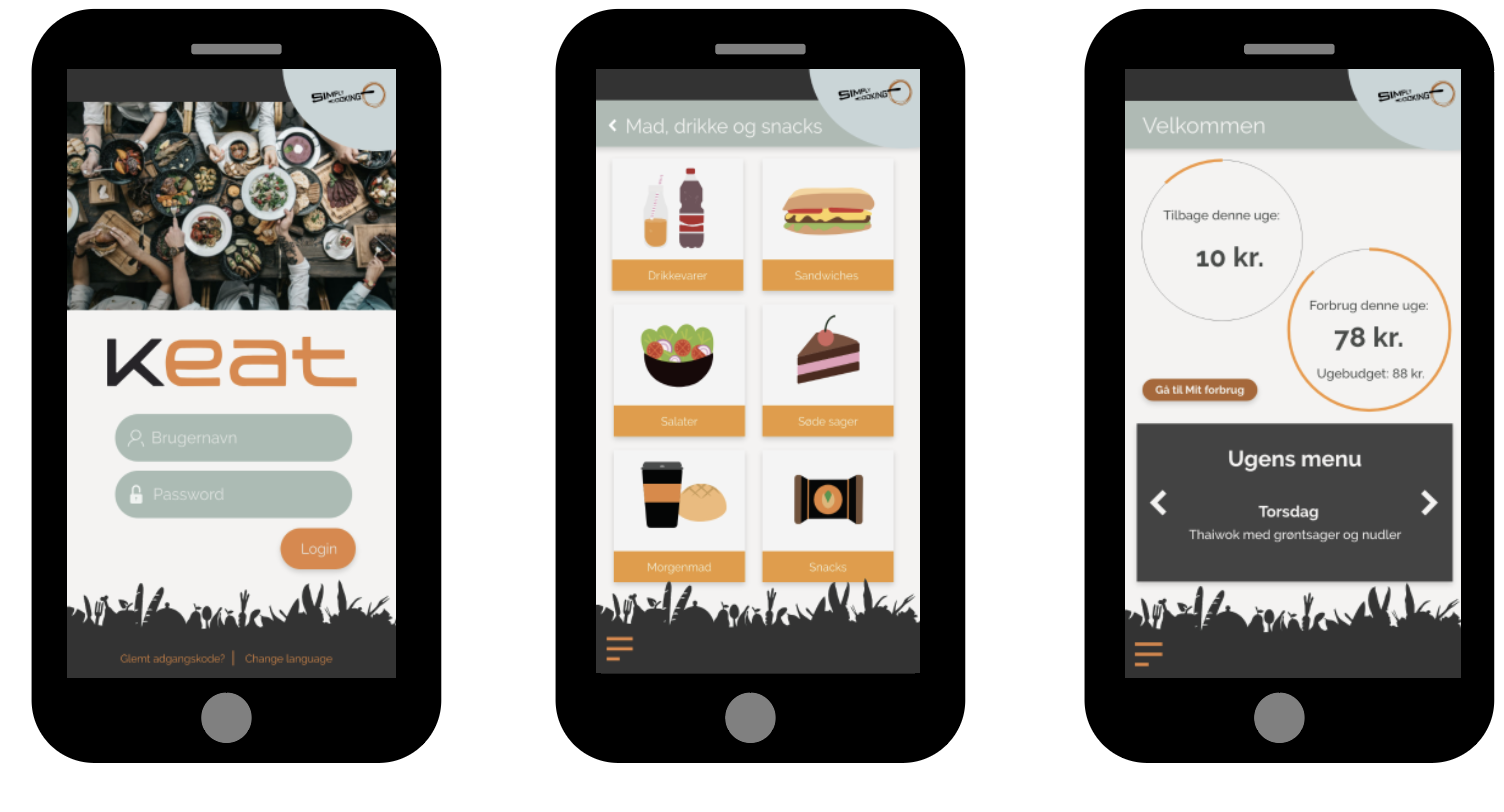 SIMPLY
COOKING
keat
Brugernavn
Password
Login
Glemt adgangskode? | Change language
SIMPLY
COOKING
Mad, drikke og snacks
Drikkevarer
Sandwiches
Salater
Søde sager
Morgenmad
Snacks
SIMPLY
COOKING
Velkommen
Tilbage denne uge:
10 kr.
Forbrug denne uge:
78 kr.
Ugebudget: 88 kr.
Gå til Mit forbrug
Ugens menu
Torsdag
Thaiwok med grøntsager og nudler